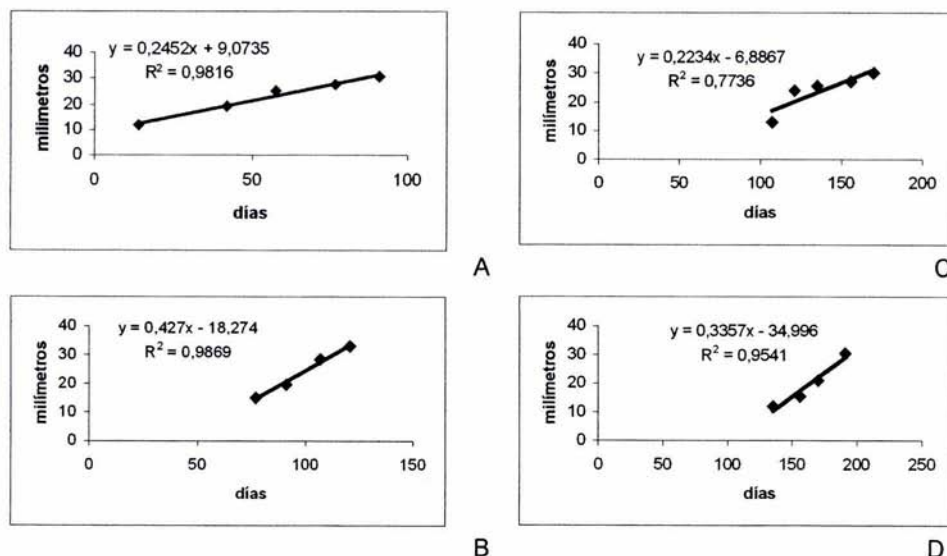 y = 0,2452x + 9,0735
R² = 0,9816
milímetros
40
30
20
10
0
0 50 100
días
A
y = 0,2234x - 6,8867
R² = 0,7736
milímetros
40
30
20
10
0
0 50 100 150 200
días
C
y = 0,427x - 18,274
R² = 0,9869
milímetros
40
30
20
10
0
0 50 100 150
días
B
y = 0,3357x - 34,996
R² = 0,9541
milímetros
40
30
20
10
0
0 50 100 150 200 250
días
D